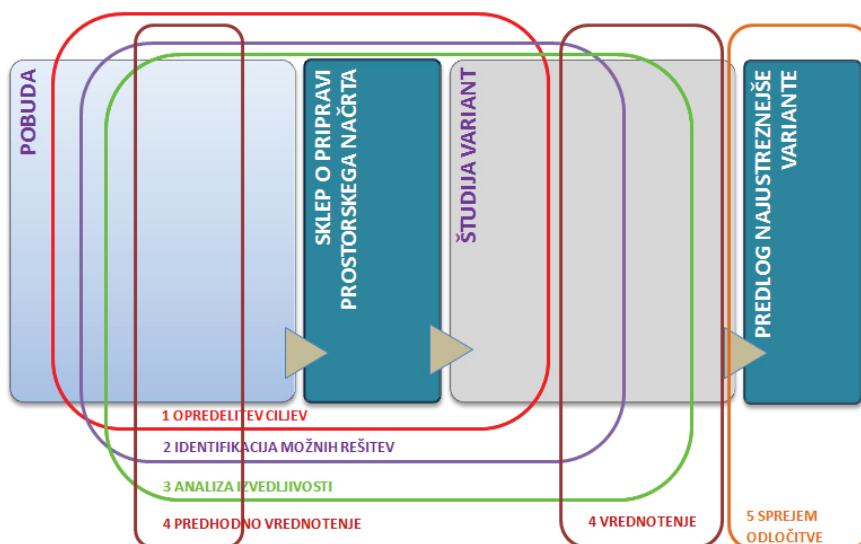 POBUDA
SKLEP O PRIPRAVI
PROSTORSKEGA NAČRTA
ŠTUDIJA VARIANT
PREDLOG NAJUSTREZNEJŠE
VARIANTE
1 OPREDELITEV CILJEV
2 IDENTIFIKACIJA MOŽNIH REŠITEV
3 ANALIZA IZVEDLJIVOSTI
4 PREDHODNO VREDNOTENJE
4 VREDNOTENJE
5 SPREJEM
ODLOČITVE